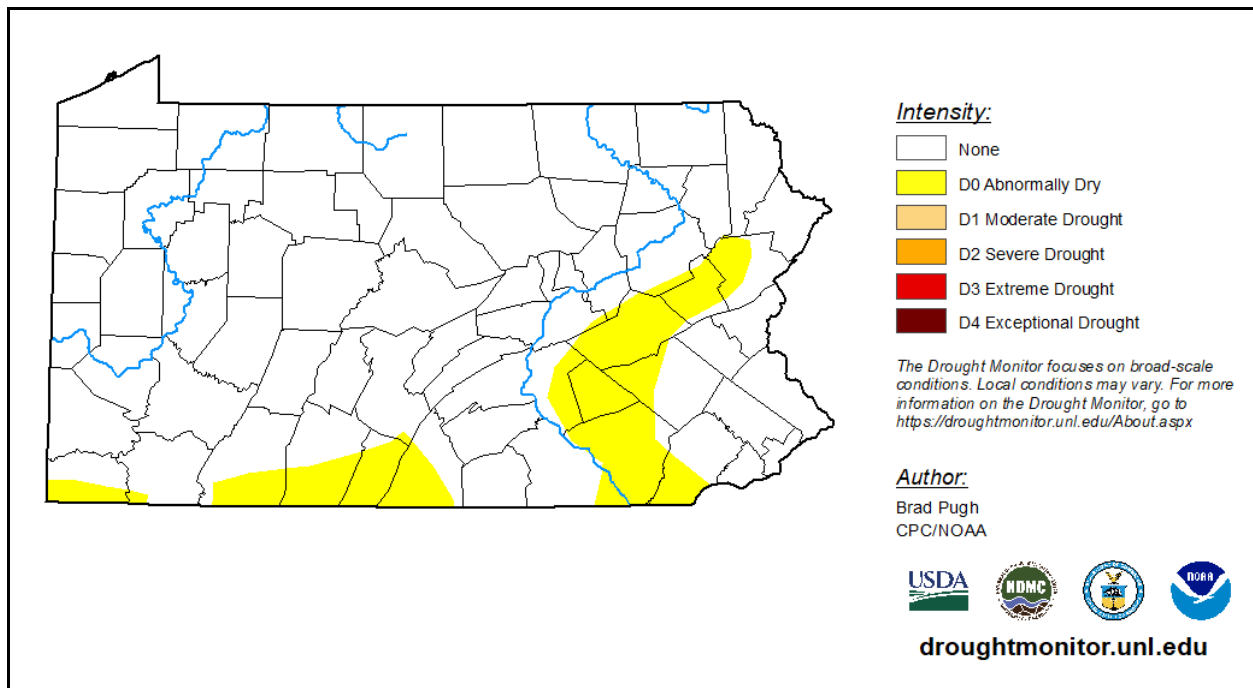 Intensity:
None
D0 Abnormally Dry
D1 Moderate Drought
D2 Severe Drought
D3 Extreme Drought
D4 Exceptional Drought
The Drought Monitor focuses on broad-scale
conditions. Local conditions may vary. For more
information on the Drought Monitor, go to
https://droughtmonitor.unl.edu/About.aspx
Author:
Brad Pugh
CPC/NOAA
USDA
NDMC
NOAA
droughtmonitor.unl.edu